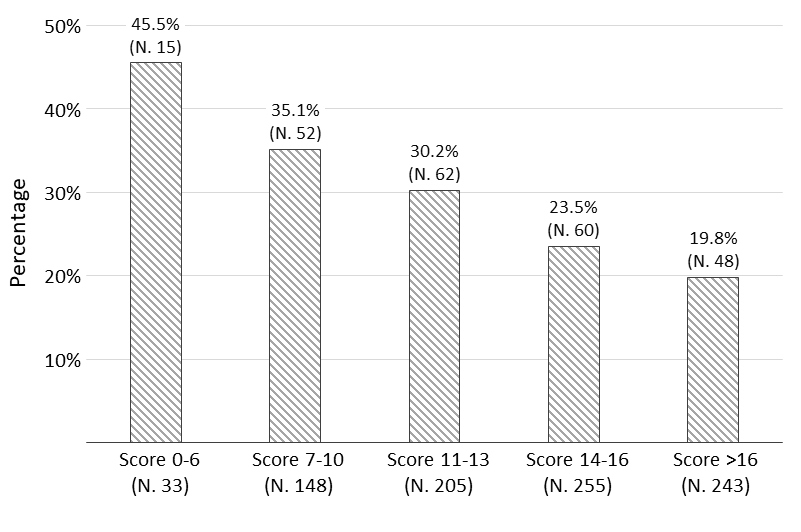 50%
40%
30%
20%
10%
Percentage
45.5%
(N. 15)
35.1%
(N. 52)
30.2%
(N. 62)
23.5%
(N. 60)
19.8%
(N. 48)
Score 0-6
(N. 33)
Score 7-10
(N. 148)
Score 11-13
(N. 205)
Score 14-16
(N. 255)
Score >16
(N. 243)